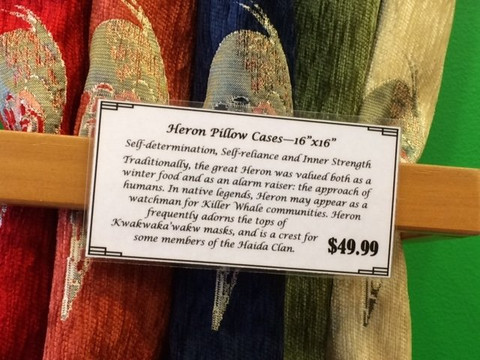 Heron Pillow Cases—16"x16"
Self-determination, Self-reliance and Inner Strength
Traditionally, the great Heron was valued both as a
winter food and as an alarm raiser: the approach of
humans. In native legends, Heron may appear as a
watchman for Killer Whale communities. Heron
frequently adorns the tops of
Kwakwaka'wakw masks, and is a crest for
some members of the Haida Clan.
$49.99